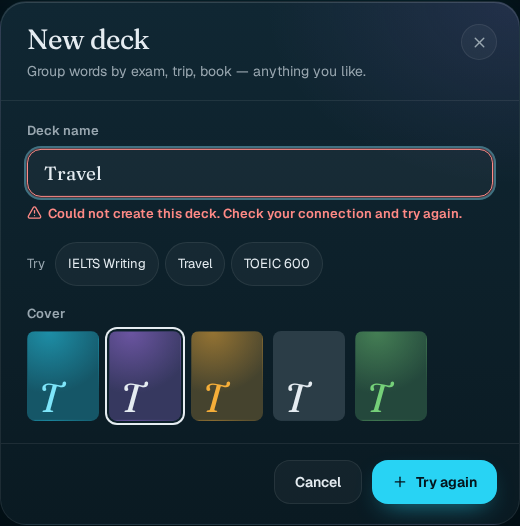 New deck
Group words by exam, trip, book — anything you like.
Deck name
Travel
Could not create this deck. Check your connection and try again.
Try IELTS Writing Travel TOEIC 600
Cover
T T T T T
Cancel + Try again